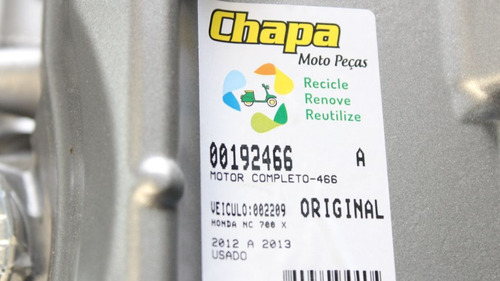 Chapa
Moto Peças
Recicle
Renove
Reutilize
00192466 A
MOTOR COMPLETO-466
VEICULO:002209 ORIGINAL
HONDA NC 700 X
2012 A 2013
USADO